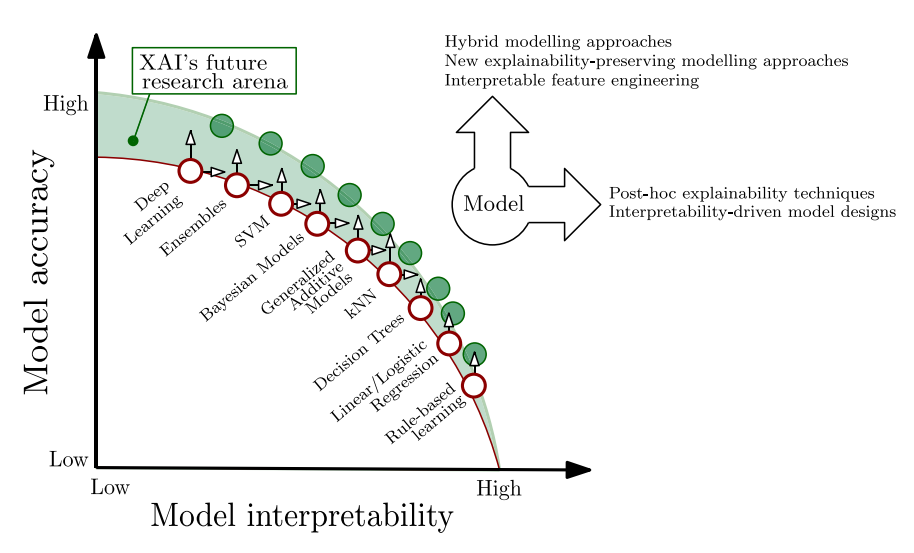 Hybrid modelling approaches
New explainability-preserving modelling approaches
Interpretable feature engineering
XAI's future
research arena
High
Model accuracy
Low
Deep
Learning
Ensembles
SVM
Bayesian Models
Generalized
Additive
Models
kNN
Decision Trees
Linear/Logistic
Regression
Rule-based
learning
Model
Post-hoc explainability techniques
Interpretability-driven model designs
Low
High
Model interpretability